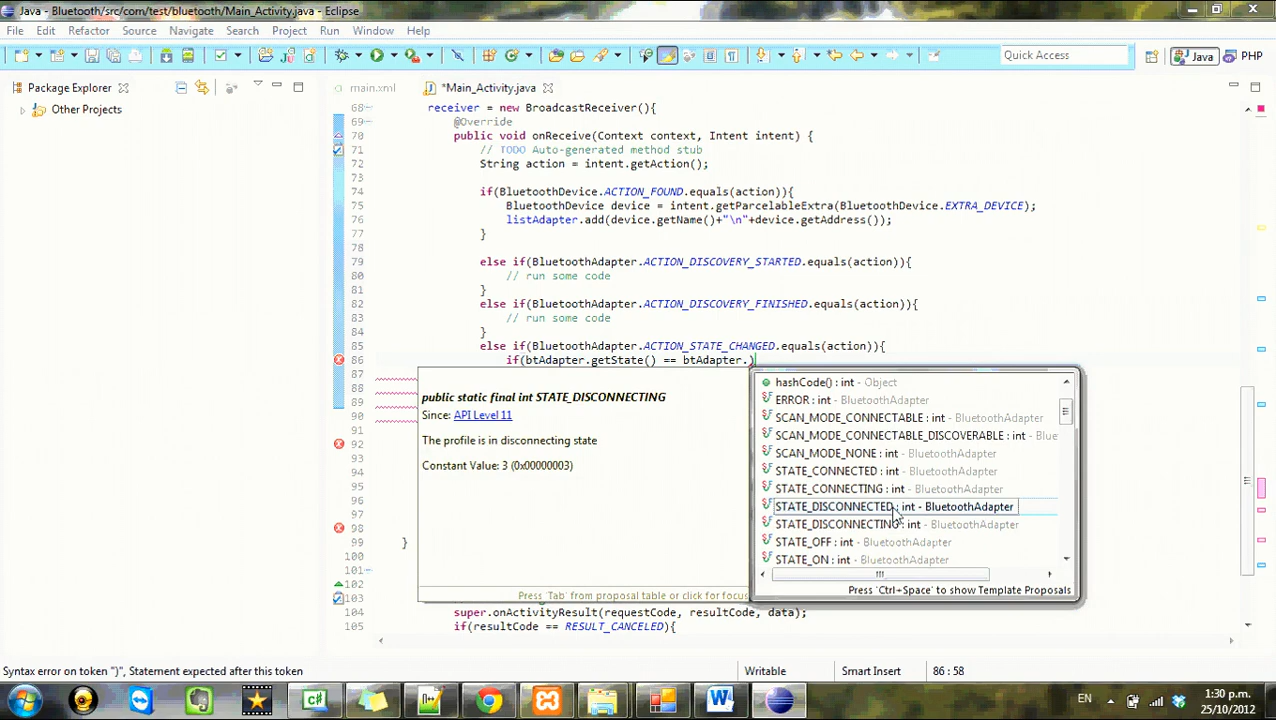 Java - Bluetooth/src/com/test/bluetooth/Main_Activity.java - Eclipse
File Edit Refactor Source Navigate Search Project Run Window Help
Quick Access
Java
PHP
Package Explorer
main.xml
*Main_Activity.java
Other Projects
68 receiver = new BroadcastReceiver(){
69 @Override
70 public void onReceive(Context context, Intent intent) {
71 // TODO Auto-generated method stub
72 String action = intent.getAction();
73
74 if(BluetoothDevice.ACTION_FOUND.equals(action)){
75 BluetoothDevice device = intent.getParcelableExtra(BluetoothDevice.EXTRA_DEVICE);
76 listAdapter.add(device.getName()+"\n"+device.getAddress());
77 }
78
79 else if(BluetoothAdapter.ACTION_DISCOVERY_STARTED.equals(action)){
80 // run some code
81 }
82 else if(BluetoothAdapter.ACTION_DISCOVERY_FINISHED.equals(action)){
83 // run some code
84 }
85 else if(BluetoothAdapter.ACTION_STATE_CHANGED.equals(action)){
86 if(btAdapter.getState() == btAdapter.)
87
88
89
90
91
92
93
94
95
96
97
98
99 }
100
101
102
103
104 super.onActivityResult(requestCode, resultCode, data);
105 if(resultCode == RESULT_CANCELED){
public static final int STATE_DISCONNECTING
Since: API Level 11
The profile is in disconnecting state
Constant Value: 3 (0x00000003)
Press 'Tab' from proposal table or click for focus
hashCode() : int - Object
ERROR : int - BluetoothAdapter
SCAN_MODE_CONNECTABLE : int - BluetoothAdapter
SCAN_MODE_CONNECTABLE_DISCOVERABLE : int - Blue
SCAN_MODE_NONE : int - BluetoothAdapter
STATE_CONNECTED : int - BluetoothAdapter
STATE_CONNECTING : int - BluetoothAdapter
STATE_DISCONNECTED : int - BluetoothAdapter
STATE_DISCONNECTING : int - BluetoothAdapter
STATE_OFF : int - BluetoothAdapter
STATE_ON : int - BluetoothAdapter
Press 'Ctrl+Space' to show Template Proposals
Syntax error on token "}", Statement expected after this token
Writable
Smart Insert
86 : 58
EN
1:30 p.m.
25/10/2012